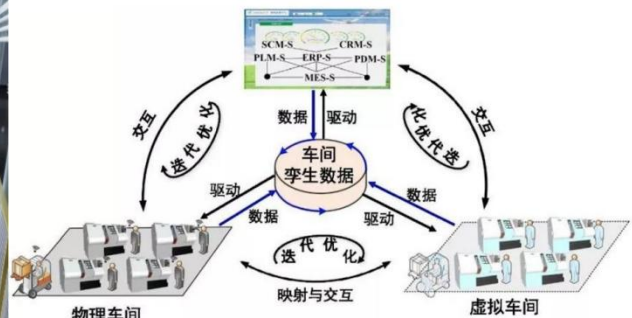 SCM-S CRM-S
PLM-S ERP-S PDM-S
MES-S
数据 驱动
交互
迭代优化
交互
迭代优化
车间
孪生数据
驱动
数据
数据
驱动
迭代优化
映射与交互
物理车间
虚拟车间